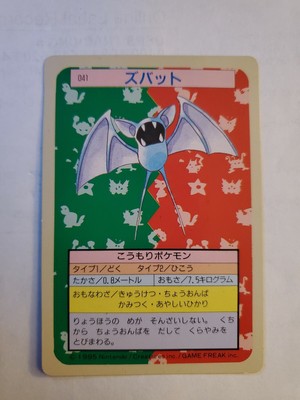 041
ズバット
こうもりポケモン
タイプ1/どく タイプ2/ひこう
たかさ/0.8メートル おもさ/7.5キログラム
おもなわざ/きゅうけつ・ちょうおんぱ
かみつく・あやしいひかり
りょうほうの めが そんざいしない。くち
から ちょうおんぱを だして くらやみを
とびまわる。
© 1995 Nintendo / Creatures inc. / GAME FREAK inc.